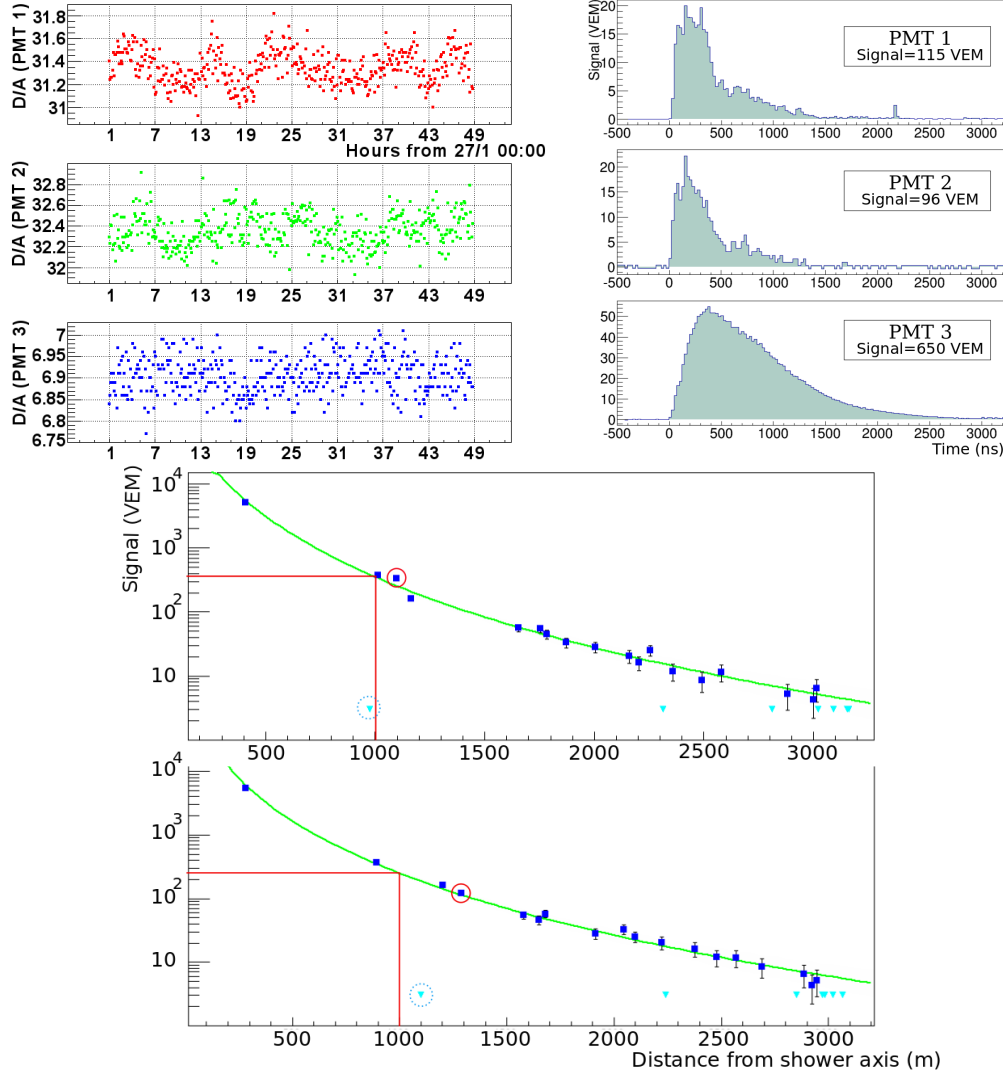 D/A (PMT 1)
31.8
31.6
31.4
31.2
31
1 7 13 19 25 31 37 43 49
Hours from 27/1 00:00
D/A (PMT 2)
32.8
32.6
32.4
32.2
32
1 7 13 19 25 31 37 43 49
D/A (PMT 3)
7
6.95
6.9
6.85
6.8
6.75
1 7 13 19 25 31 37 43 49
Signal (VEM)
20
15
10
5
0
PMT 1
Signal=115 VEM
-500 0 500 1000 1500 2000 2500 3000
20
15
10
5
0
PMT 2
Signal=96 VEM
-500 0 500 1000 1500 2000 2500 3000
50
40
30
20
10
0
PMT 3
Signal=650 VEM
-500 0 500 1000 1500 2000 2500 3000
Time (ns)
Signal (VEM)
10⁴
10³
10²
10
500 1000 1500 2000 2500 3000
10⁴
10³
10²
10
500 1000 1500 2000 2500 3000
Distance from shower axis (m)